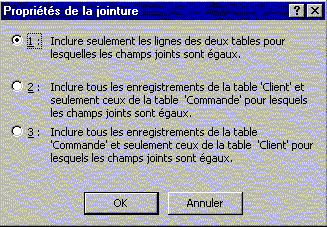 Propriétés de la jointure
1 : Inclure seulement les lignes des deux tables pour
lesquelles les champs joints sont égaux.
2 : Inclure tous les enregistrements de la table 'Client' et
seulement ceux de la table 'Commande' pour lesquels
les champs joints sont égaux.
3 : Inclure tous les enregistrements de la table
'Commande' et seulement ceux de la table 'Client' pour
lesquels les champs joints sont égaux.
OK Annuler